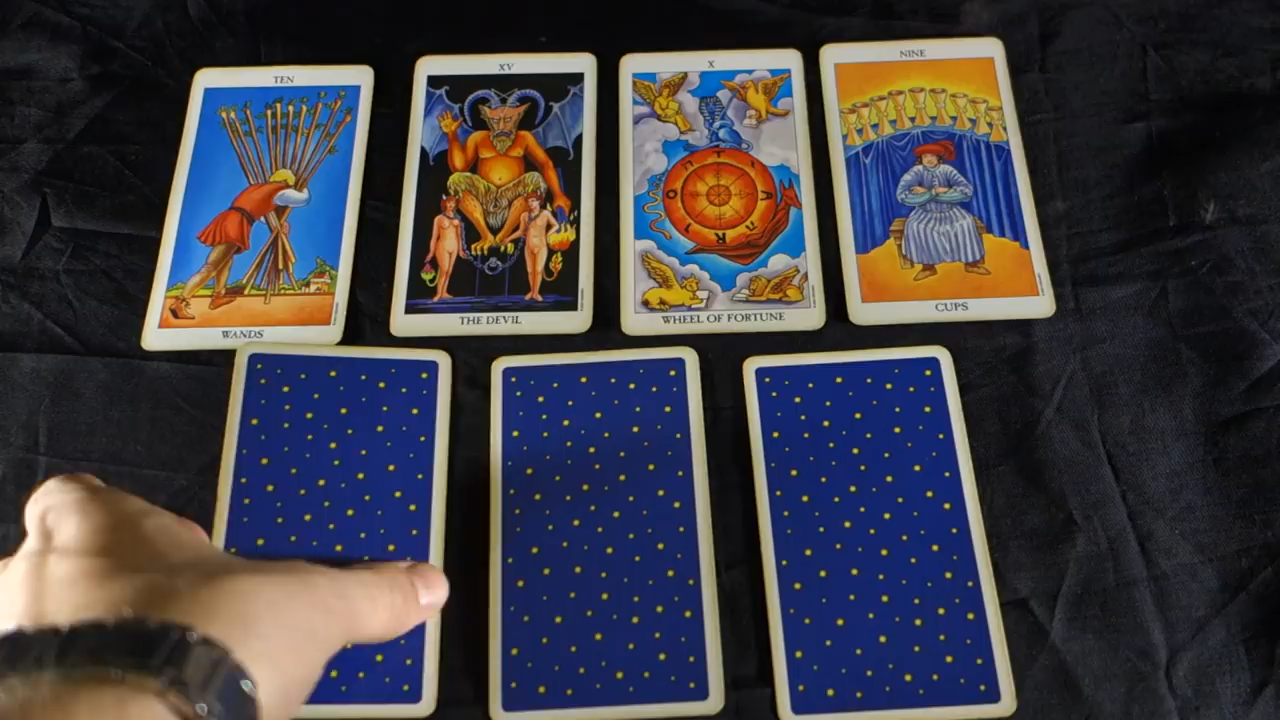 TEN
WANDS
XV
THE DEVIL
X
WHEEL OF FORTUNE
NINE
CUPS